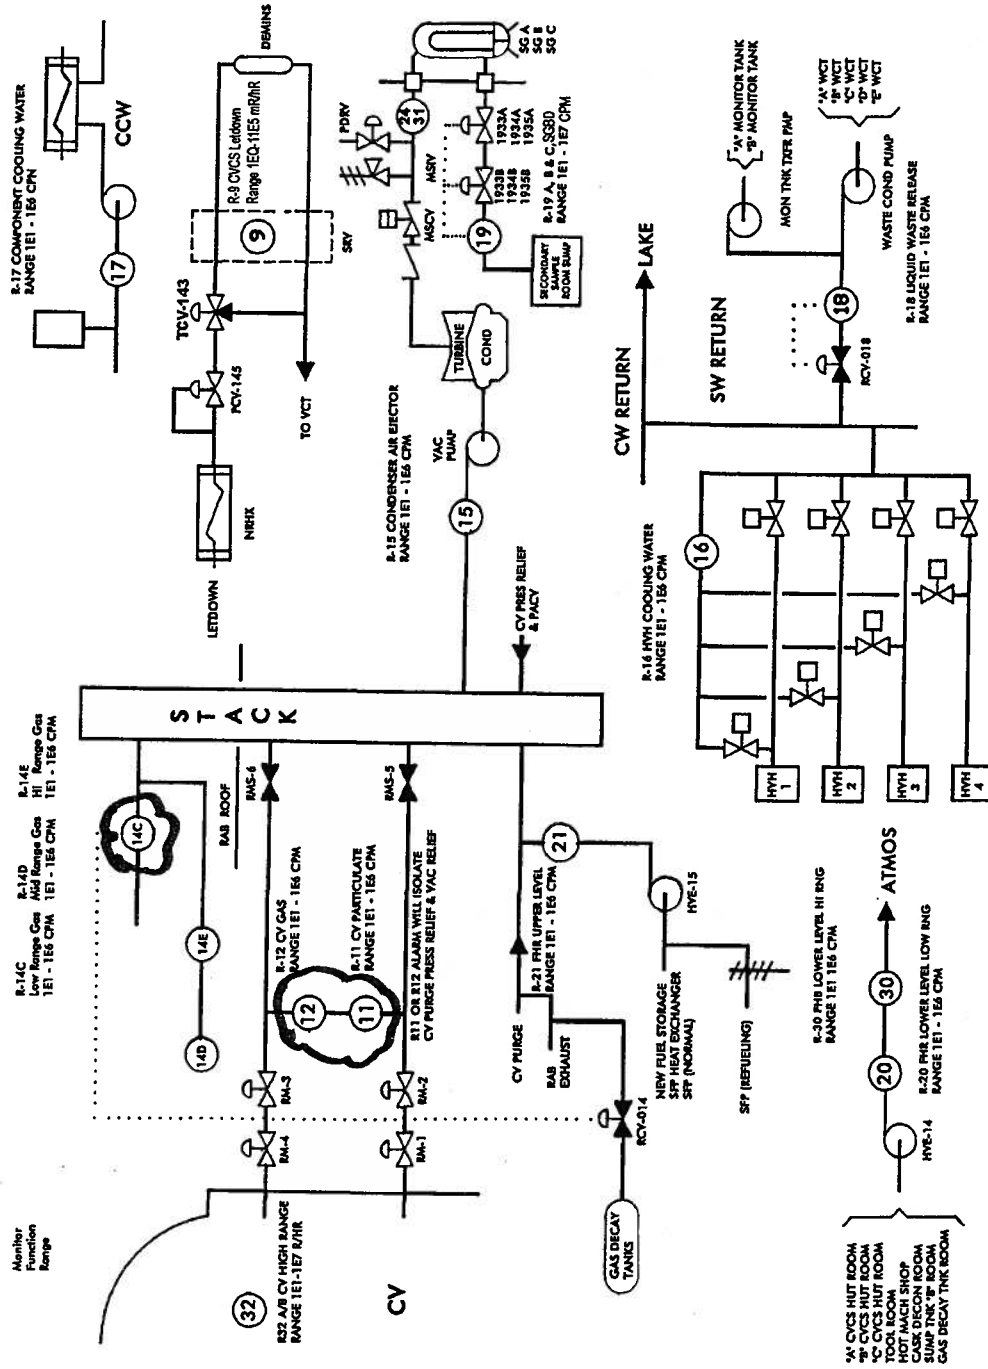 Monitor
Function
Range
R-14C
Low Range Gas
1E1 - 1E6 CPM
R-14D
Mid Range Gas
1E1 - 1E6 CPM
R-14E
HI Range Gas
1E1 - 1E6 CPM
R-17 COMPONENT COOLING WATER
RANGE 1E1 - 1E6 CPN
17
CCW
LETDOWN
NRHX
PCV-145
TCV-143
TO VCT
9
SRV
R-9 CVCS Letdown
Range 1EQ-11E5 mR/hR
DEMINS
14C
14D
14E
RAB ROOF
STACK
R-15 CONDENSER AIR EJECTOR
RANGE 1E1 - 1E6 CPM
15
VAC
PUMP
TURBINE
COND
MSCV
MSIV
PDRV
24
31
SG A
SG B
SG C
1933A
1934A
1935A
1933B
1934B
1935B
19
R-19 A, B & C,SGBD
RANGE 1E1 - 1E7 CPM
SECONDARY
SAMPLE
ROOM SUMP
32
R32 A/B CV HIGH RANGE
RANGE 1E1-1E7 R/HR
CV
RM-4
RM-3
RM-1
RM-2
R-12 CV GAS
RANGE 1E1 - 1E6 CPM
12
11
R-11 CV PARTICULATE
RANGE 1E1 - 1E6 CPM
R11 OR R12 ALARM WILL ISOLATE
CV PURGE PRESS RELIEF & VAC RELIEF
RMS-6
RMS-5
CV PRES RELIEF
& PACV
CV PURGE
RAB
EXHAUST
R-21 FHR UPPER LEVEL
RANGE 1E1 - 1E6 CPM
21
HVE-15
NEW FUEL STORAGE
SFP HEAT EXCHANGER
SFP (NORMAL)
SFP (REFUELING)
GAS DECAY
TANKS
RCV-014
CW RETURN
LAKE
SW RETURN
R-16 HVH COOLING WATER
RANGE 1E1 - 1E6 CPM
16
HVH
1
HVH
2
HVH
3
HVH
4
RCV-018
18
R-18 LIQUID WASTE RELEASE
RANGE 1E1 - 1E6 CPM
MON TNK TXFR PMP
"A" MONITOR TANK
"B" MONITOR TANK
WASTE COND PUMP
"A" WCT
"B" WCT
"C" WCT
"D" WCT
"E" WCT
"A" CVCS HUT ROOM
"B" CVCS HUT ROOM
"C" CVCS HUT ROOM
TOOL ROOM
HOT MACH SHOP
CASK DECON ROOM
SUMP TNK "B" ROOM
GAS DECAY TNK ROOM
HVE-14
20
30
ATMOS
R-30 FHB LOWER LEVEL HI RNG
RANGE 1E1 1E6 CPM
R-20 FHR LOWER LEVEL LOW RNG
RANGE 1E1 - 1E6 CPM